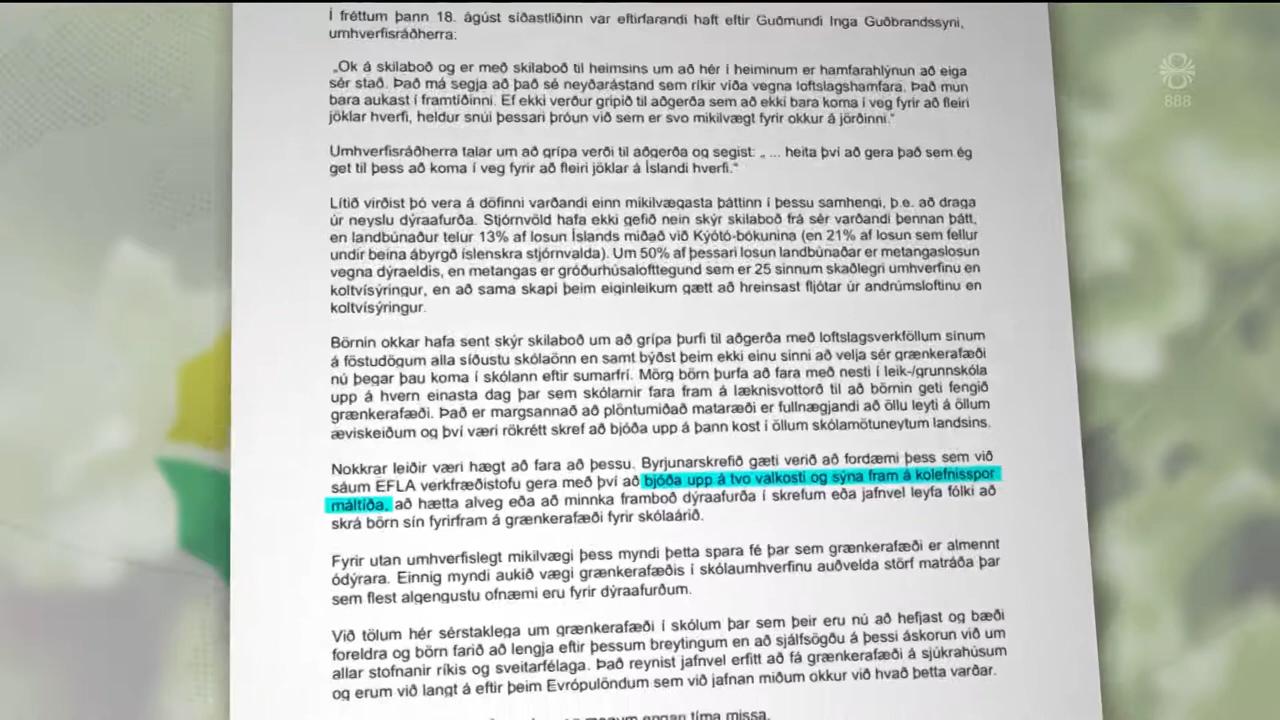 Í fréttum þann 18. ágúst síðastliðinn var eftirfarandi haft eftir Guðmundi Inga Guðbrandssyni,
umhverfisráðherra:
„Ok á skilaboð og er með skilaboð til heimsins um að hér í heiminum er hamfarahlýnun að eiga
sér stað. Það má segja að það sé neyðarástand sem ríkir víða vegna loftslagshamfara. Það mun
bara aukast í framtíðinni. Ef ekki verður gripið til aðgerða sem að ekki bara koma í veg fyrir að fleiri
jöklar hverfi, heldur snúi þessari þróun við sem er svo mikilvægt fyrir okkur á jörðinni.“
888
Umhverfisráðherra talar um að grípa verði til aðgerða og segist: „ ... heita því að gera það sem ég
get til þess að koma í veg fyrir að fleiri jöklar á Íslandi hverfi.“
Lítið virðist þó vera á döfinni varðandi einn mikilvægasta þáttinn í þessu samhengi, þ.e. að draga
úr neyslu dýraafurða. Stjórnvöld hafa ekki gefið nein skýr skilaboð frá sér varðandi þennan þátt,
en landbúnaður telur 13% af losun Íslands miðað við Kýótó-bókunina (en 21% af losun sem fellur
undir beina ábyrgð íslenskra stjórnvalda). Um 50% af þessari losun landbúnaðar er metangaslosun
vegna dýraeldis, en metangas er gróðurhúsalofttegund sem er 25 sinnum skaðlegri umhverfinu en
koltvísýringur, en að sama skapi þeim eiginleikum gætt að hreinsast fljótar úr andrúmsloftinu en
koltvísýringur.
Börnin okkar hafa sent skýr skilaboð um að grípa þurfi til aðgerða með loftslagsverkföllum sínum
á föstudögum alla síðustu skólaönn en samt býðst þeim ekki einu sinni að velja sér grænkerafæði
nú þegar þau koma í skólann eftir sumarfrí. Mörg börn þurfa að fara með nesti í leik-/grunnskóla
upp á hvern einasta dag þar sem skólarnir fara fram á læknisvottorð til að börnin geti fengið
grænkerafæði. Það er margsannað að plöntumiðað mataræði er fullnægjandi að öllu leyti á öllum
æviskeiðum og því væri rökrétt skref að bjóða upp á þann kost í öllum skólamötuneytum landsins.
Nokkrar leiðir væri hægt að fara að þessu. Byrjunarskrefið gæti verið að fordæmi þess sem við
sáum EFLA verkfræðistofu gera með því að bjóða upp á tvo valkosti og sýna fram á kolefnisspor
máltíða, að hætta alveg eða að minnka framboð dýraafurða í skrefum eða jafnvel leyfa fólki að
skrá börn sín fyrirfram á grænkerafæði fyrir skólaárið.
Fyrir utan umhverfislegt mikilvægi þess myndi þetta spara fé þar sem grænkerafæði er almennt
ódýrara. Einnig myndi aukið vægi grænkerafæðis í skólaumhverfinu auðvelda störf matráða þar
sem flest algengustu ofnæmi eru fyrir dýraafurðum.
Við tölum hér sérstaklega um grænkerafæði í skólum þar sem þeir eru nú að hefjast og bæði
foreldra og börn farið að lengja eftir þessum breytingum en að sjálfsögðu á þessi áskorun við um
allar stofnanir ríkis og sveitarfélaga. Það reynist jafnvel erfitt að fá grænkerafæði á sjúkrahúsum
og erum við langt á eftir þeim Evrópulöndum sem við jafnan miðum okkur við hvað þetta varðar.
engan tíma missa.